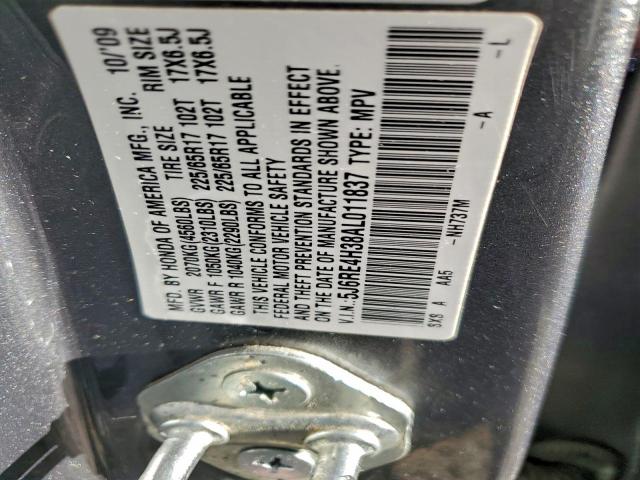 MFD. BY HONDA OF AMERICA MFG., INC. 10/'09
TIRE SIZE RIM SIZE
GVWR 2070KG(4560LBS) 225/65R17 102T 17X6.5J
GAWR F 1050KG(2310LBS) 225/65R17 102T 17X6.5J
GAWR R 1040KG(2290LBS)
THIS VEHICLE CONFORMS TO ALL APPLICABLE
FEDERAL MOTOR VEHICLE SAFETY
AND THEFT PREVENTION STANDARDS IN EFFECT
ON THE DATE OF MANUFACTURE SHOWN ABOVE.
V.I.N.:5J6RE4H38AL011837 TYPE: MPV
SXS A AA5 -NH737M -A -L